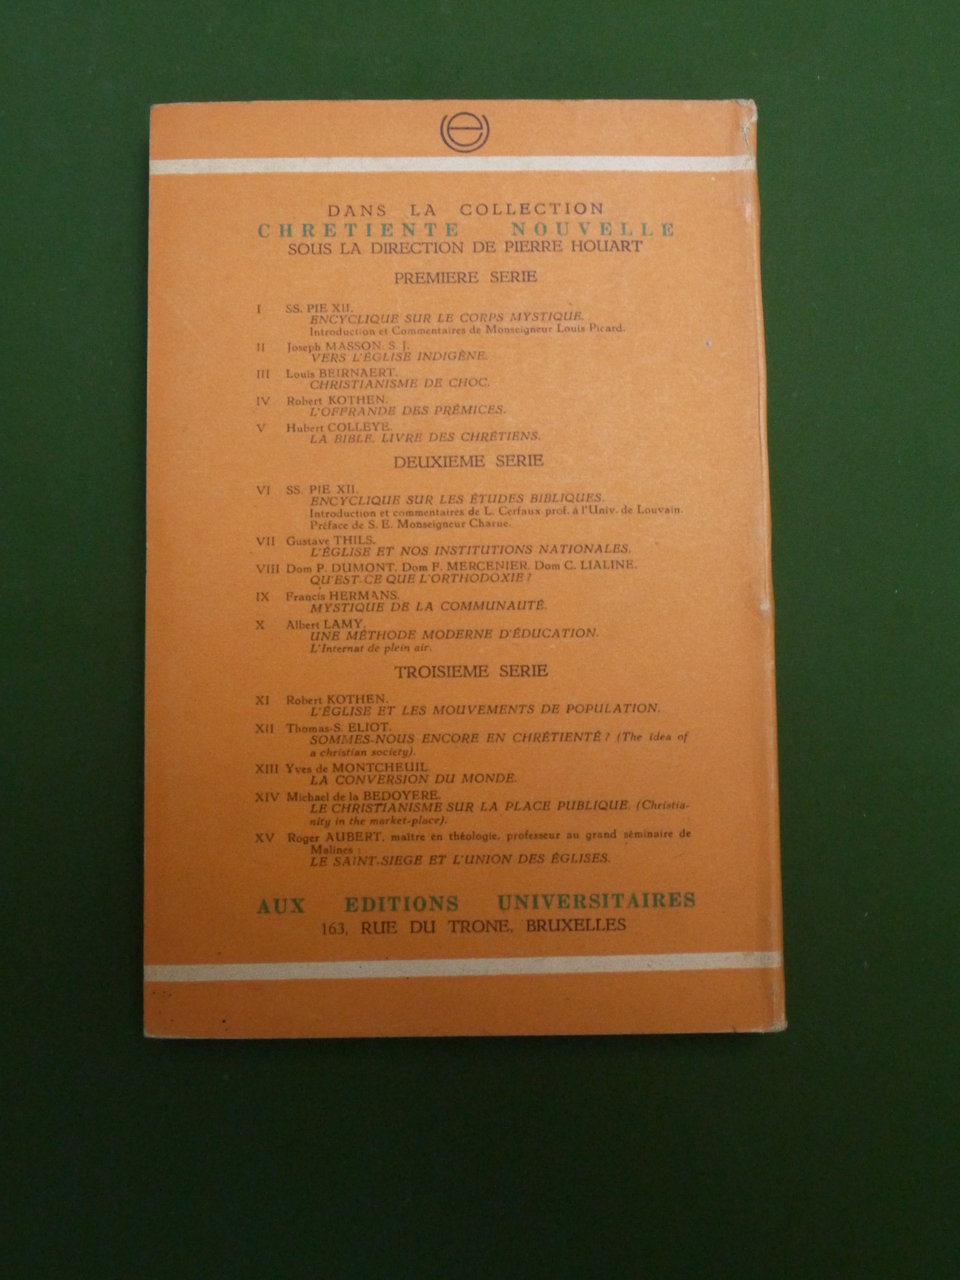 DANS LA COLLECTION
CHRETIENTE NOUVELLE
SOUS LA DIRECTION DE PIERRE HOUART
PREMIERE SERIE
I SS. PIE XII.
ENCYCLIQUE SUR LE CORPS MYSTIQUE.
Introduction et Commentaires de Monseigneur Louis Picard.
II Joseph MASSON S. J.
VERS L'ÉGLISE INDIGÈNE.
III Louis BEIRNAERT.
CHRISTIANISME DE CHOC.
IV Robert KOTHEN.
L'OFFRANDE DES PRÉMICES.
V Hubert COLLEYE.
LA BIBLE, LIVRE DES CHRÉTIENS.
DEUXIEME SERIE
VI SS. PIE XII.
ENCYCLIQUE SUR LES ÉTUDES BIBLIQUES.
Introduction et commentaires de L. Cerfaux prof. à l'Univ. de Louvain.
Préface de S. E. Monseigneur Charue.
VII Gustave THILS.
L'ÉGLISE ET NOS INSTITUTIONS NATIONALES.
VIII Dom P. DUMONT, Dom F. MERCENIER, Dom C. LIALINE.
QU'EST-CE QUE L'ORTHODOXIE ?
IX Francis HERMANS.
MYSTIQUE DE LA COMMUNAUTÉ.
X Albert LAMY.
UNE MÉTHODE MODERNE D'ÉDUCATION.
L'Internat de plein air.
TROISIEME SERIE
XI Robert KOTHEN.
L'ÉGLISE ET LES MOUVEMENTS DE POPULATION.
XII Thomas-S. ELIOT.
SOMMES-NOUS ENCORE EN CHRÉTIENTÉ ? (The idea of
a christian society).
XIII Yves de MONTCHEUIL
LA CONVERSION DU MONDE.
XIV Michael de la BEDOYERE.
LE CHRISTIANISME SUR LA PLACE PUBLIQUE. (Christia-
nity in the market-place).
XV Roger AUBERT, maître en théologie, professeur au grand séminaire de
Malines :
LE SAINT-SIEGE ET L'UNION DES ÉGLISES.
AUX EDITIONS UNIVERSITAIRES
163, RUE DU TRONE, BRUXELLES